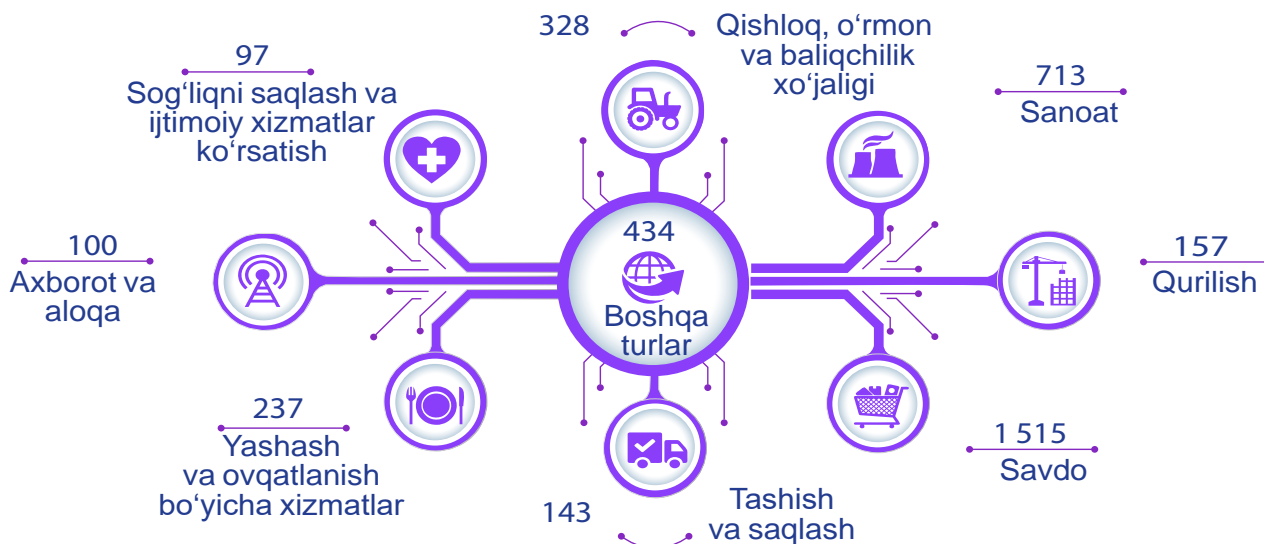 328
Qishloq, o‘rmon
va baliqchilik
xo‘jaligi
97
Sog‘liqni saqlash va
ijtimoiy xizmatlar
ko‘rsatish
713
Sanoat
100
Axborot va
aloqa
434
Boshqa
turlar
157
Qurilish
237
Yashash
va ovqatlanish
bo‘yicha xizmatlar
1 515
Savdo
143
Tashish
va saqlash